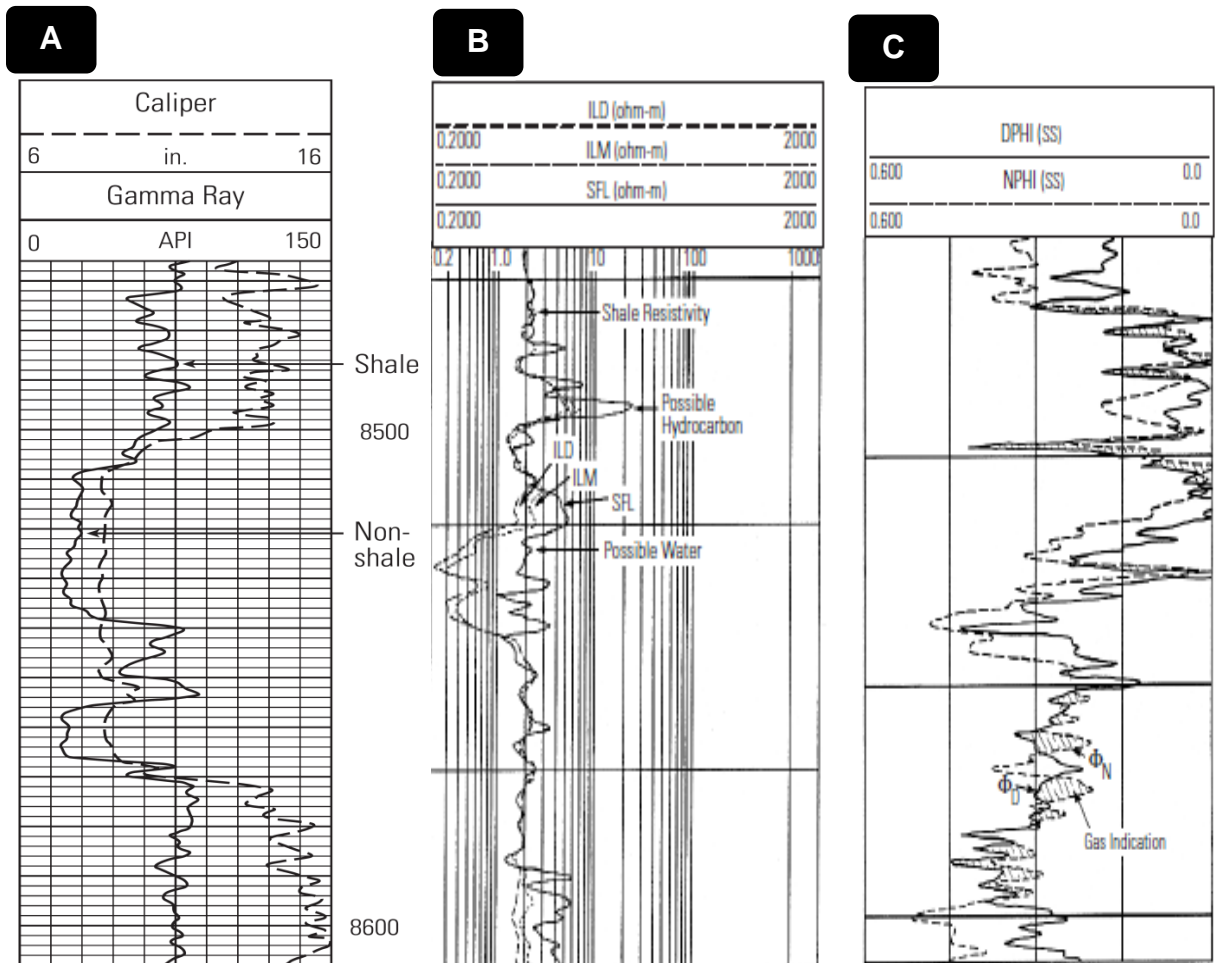 A
Caliper
6 in. 16
Gamma Ray
0 API 150
Shale
8500
Non-
shale
8600
B
ILD (ohm-m)
0.2000 2000
ILM (ohm-m)
0.2000 2000
SFL (ohm-m)
0.2000 2000
0.2 1.0 10 100 1000
Shale Resistivity
Possible
Hydrocarbon
ILD
ILM
SFL
Possible Water
C
DPHI (SS)
0.600 0.0
NPHI (SS)
0.600 0.0
ΦN
ΦD
Gas Indication